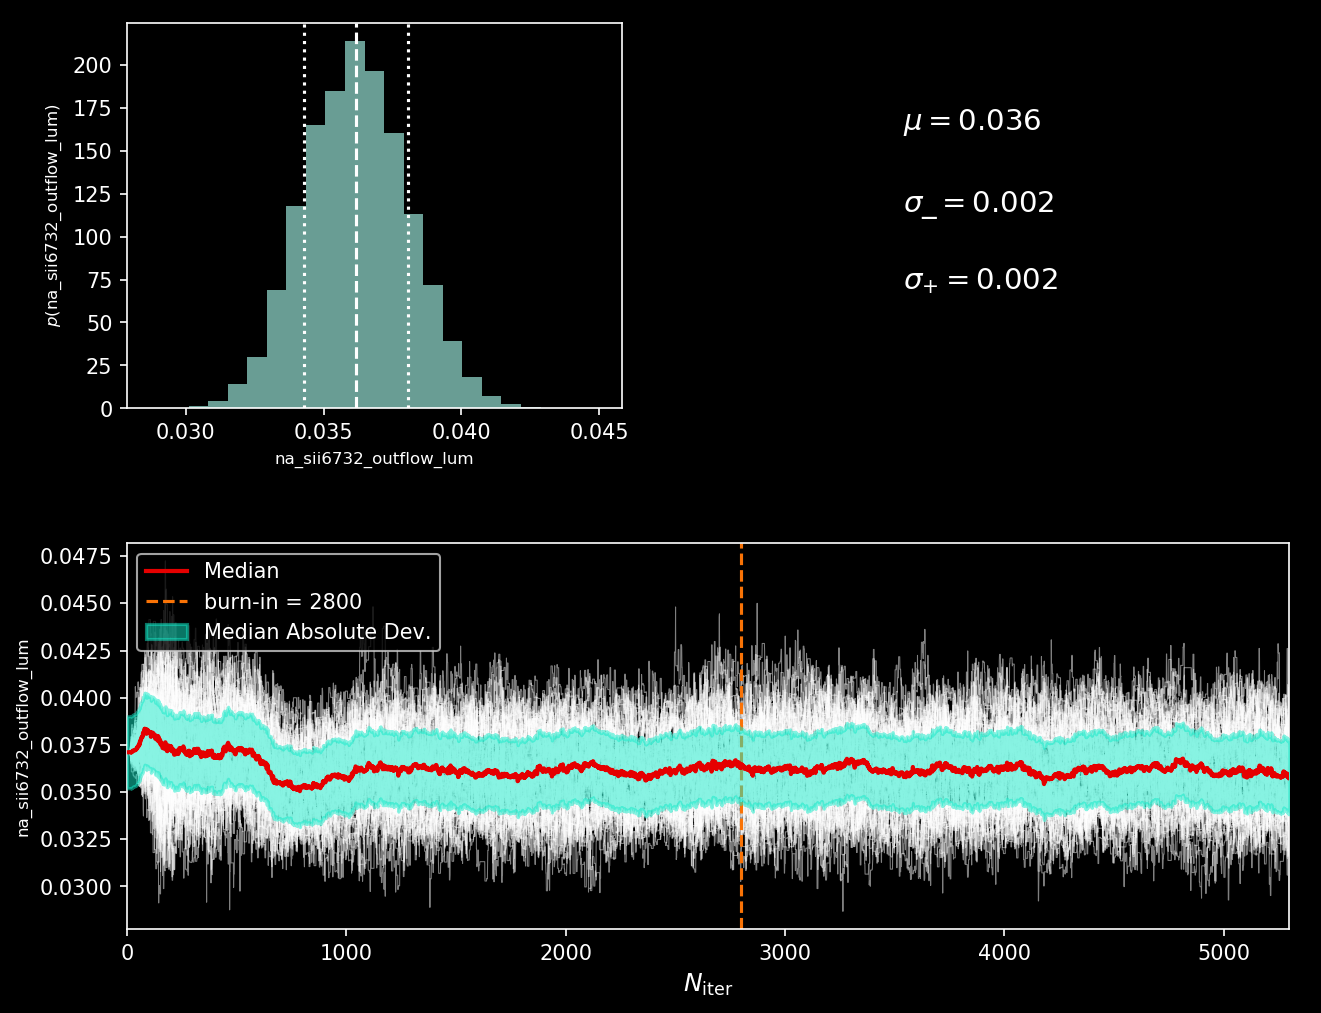 200
175
150
125
100
75
50
25
0
p(na_sii6732_outflow_lum)
0.030 0.035 0.040 0.045
na_sii6732_outflow_lum
μ = 0.036
σ₋ = 0.002
σ₊ = 0.002
0.0475
0.0450
0.0425
0.0400
0.0375
0.0350
0.0325
0.0300
na_sii6732_outflow_lum
Median
burn-in = 2800
Median Absolute Dev.
0 1000 2000 3000 4000 5000
N_iter